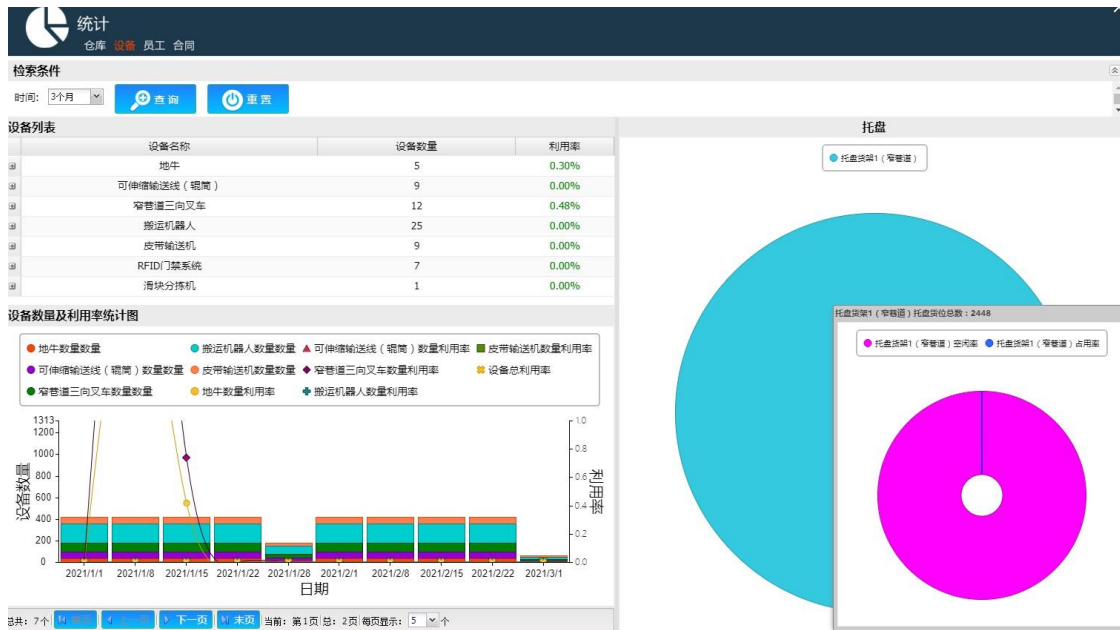 统计
仓库 设备 员工 合同
检索条件
时间: 3个月 查询 重置
设备列表
设备名称 设备数量 利用率
地牛 5 0.30%
可伸缩输送线（辊筒） 9 0.00%
窄巷道三向叉车 12 0.48%
搬运机器人 25 0.00%
皮带输送机 9 0.00%
RFID门禁系统 7 0.00%
滑块分拣机 1 0.00%
设备数量及利用率统计图
地牛数量数量 搬运机器人数量数量 可伸缩输送线（辊筒）数量利用率 皮带输送机数量利用率
可伸缩输送线（辊筒）数量数量 皮带输送机数量数量 窄巷道三向叉车数量利用率 设备总利用率
窄巷道三向叉车数量数量 地牛数量利用率 搬运机器人数量利用率
设备数量
1313
1200
1000
800
600
400
200
0
1.0
0.8
0.6
0.4
0.2
0.0
利用率
2021/1/1 2021/1/8 2021/1/15 2021/1/22 2021/1/28 2021/2/1 2021/2/8 2021/2/15 2021/2/22 2021/3/1
日期
总共: 7个 下一页 末页 当前: 第1页 总: 2页 每页显示: 5 个
托盘
托盘货架1（窄巷道）
托盘货架1（窄巷道）托盘货位总数：2448
托盘货架1（窄巷道）空闲率 托盘货架1（窄巷道）占用率